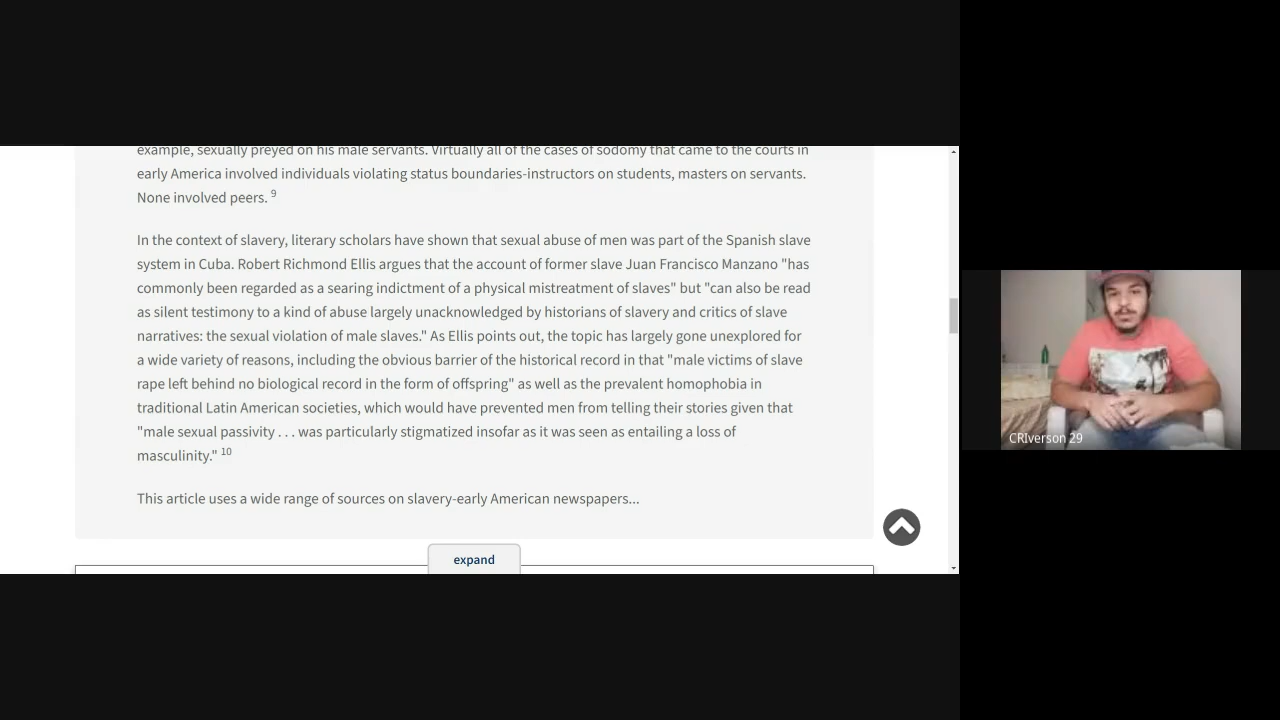 example, sexually preyed on his male servants. Virtually all of the cases of sodomy that came to the courts in
early America involved individuals violating status boundaries-instructors on students, masters on servants.
None involved peers. 9
In the context of slavery, literary scholars have shown that sexual abuse of men was part of the Spanish slave
system in Cuba. Robert Richmond Ellis argues that the account of former slave Juan Francisco Manzano "has
commonly been regarded as a searing indictment of a physical mistreatment of slaves" but "can also be read
as silent testimony to a kind of abuse largely unacknowledged by historians of slavery and critics of slave
narratives: the sexual violation of male slaves." As Ellis points out, the topic has largely gone unexplored for
a wide variety of reasons, including the obvious barrier of the historical record in that "male victims of slave
rape left behind no biological record in the form of offspring" as well as the prevalent homophobia in
traditional Latin American societies, which would have prevented men from telling their stories given that
"male sexual passivity . . . was particularly stigmatized insofar as it was seen as entailing a loss of
masculinity." 10
This article uses a wide range of sources on slavery-early American newspapers...
expand
CRIverson 29